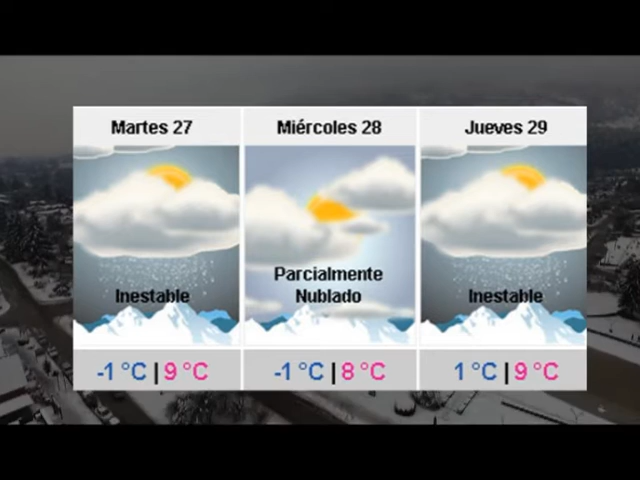 Martes 27
Inestable
-1 °C | 9 °C
Miércoles 28
Parcialmente
Nublado
-1 °C | 8 °C
Jueves 29
Inestable
1 °C | 9 °C